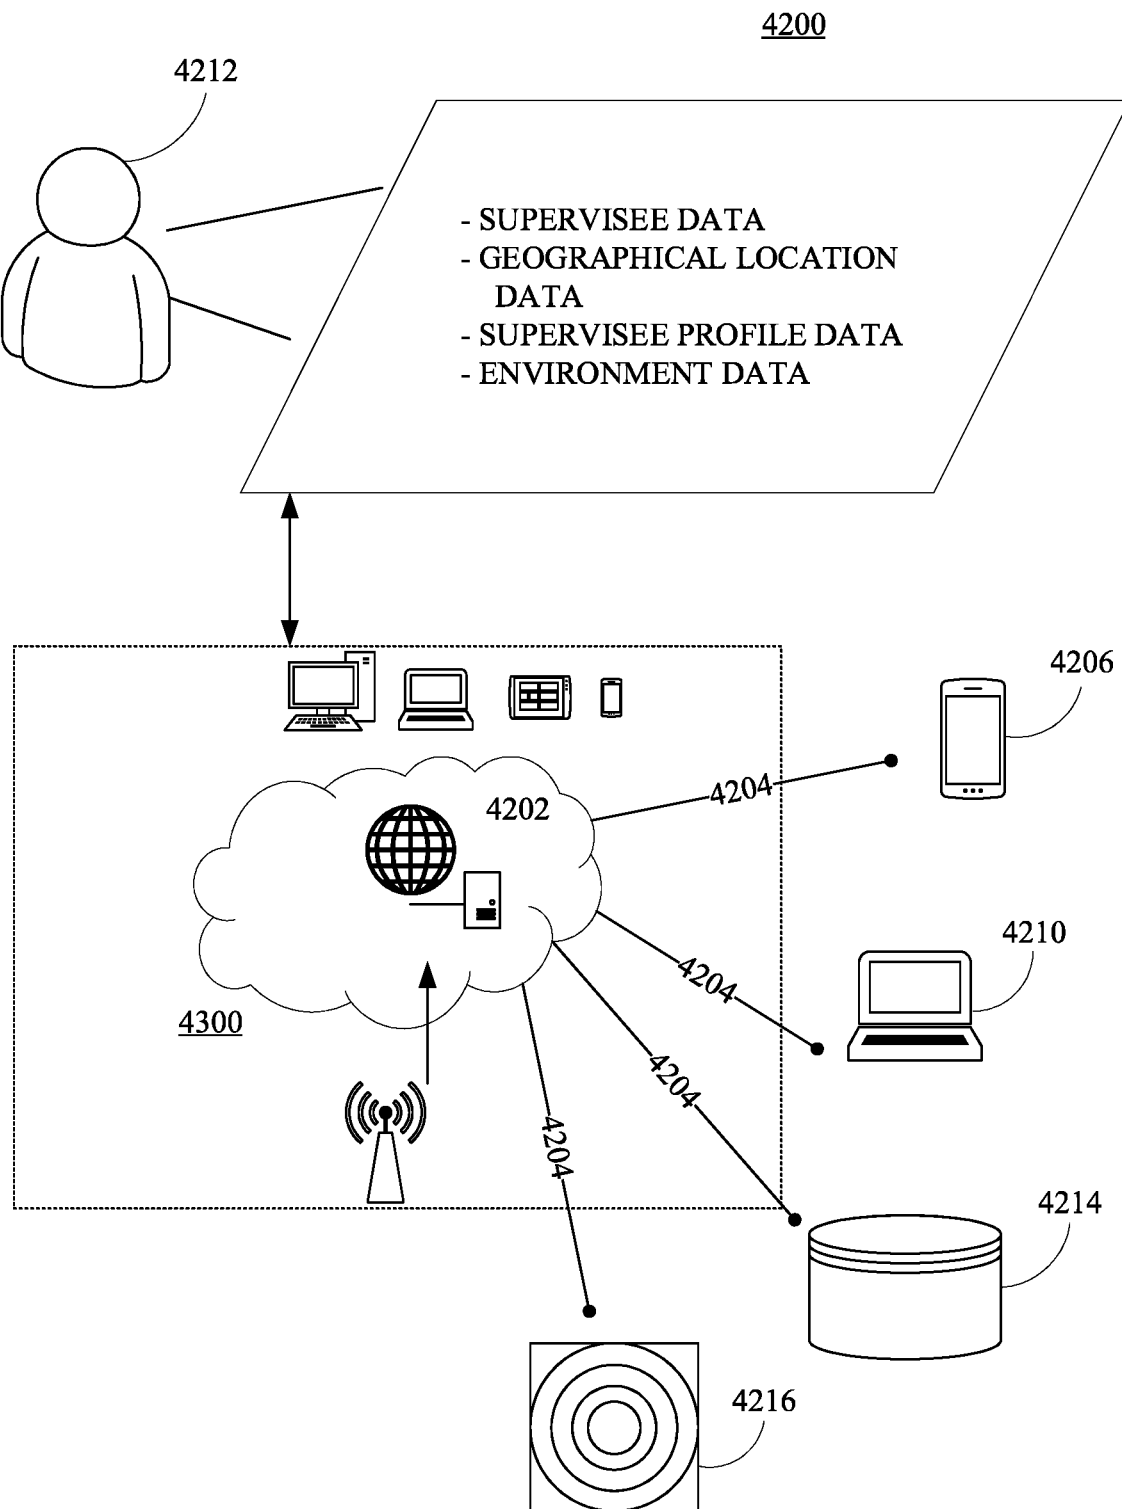 4200
4212
- SUPERVISEE DATA
- GEOGRAPHICAL LOCATION
DATA
- SUPERVISEE PROFILE DATA
- ENVIRONMENT DATA
4206
4204
4202
4210
4204
4300
4204
4204
4214
4216